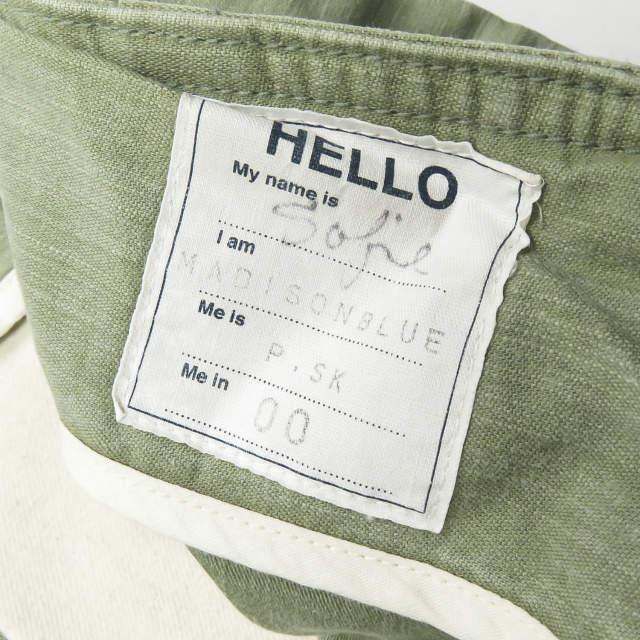 HELLO
My name is
Sofie
I am
MADISONBLUE
Me is
P.SK
Me in
00